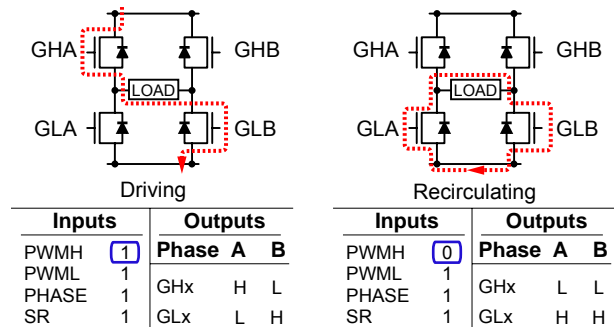 GHA GHB GHA GHB
LOAD LOAD
GLA GLB GLA GLB
Driving Recirculating
Inputs Outputs Inputs Outputs
PWMH 1 Phase A B PWMH 0 Phase A B
PWML 1 PWML 1
GHx H L GHx L L
PHASE 1 PHASE 1
SR 1 GLx L H SR 1 GLx H H